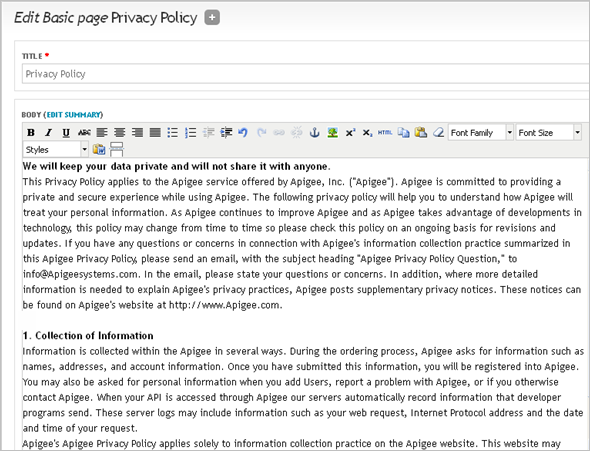 Edit Basic page Privacy Policy +
TITLE *
Privacy Policy
BODY (EDIT SUMMARY)
B I U ABC HTML Font Family Font Size
Styles
We will keep your data private and will not share it with anyone.
This Privacy Policy applies to the Apigee service offered by Apigee, Inc. ("Apigee"). Apigee is committed to providing a
private and secure experience while using Apigee. The following privacy policy will help you to understand how Apigee will
treat your personal information. As Apigee continues to improve Apigee and as Apigee takes advantage of developments in
technology, this policy may change from time to time so please check this policy on an ongoing basis for revisions and
updates. If you have any questions or concerns in connection with Apigee's information collection practice summarized in
this Apigee Privacy Policy, please send an email, with the subject heading "Apigee Privacy Policy Question," to
info@Apigeesystems.com. In the email, please state your questions or concerns. In addition, where more detailed
information is needed to explain Apigee's privacy practices, Apigee posts supplementary privacy notices. These notices can
be found on Apigee's website at http://www.Apigee.com.
1. Collection of Information
Information is collected within the Apigee in several ways. During the ordering process, Apigee asks for information such as
names, addresses, and account information. Once you have submitted this information, you will be registered into Apigee.
You may also be asked for personal information when you add Users, report a problem with Apigee, or if you otherwise
contact Apigee. When your API is accessed through Apigee our servers automatically record information that developer
programs send. These server logs may include information such as your web request, Internet Protocol address and the date
and time of your request.
Apigee's Apigee Privacy Policy applies solely to information collection practice on the Apigee website. This website may